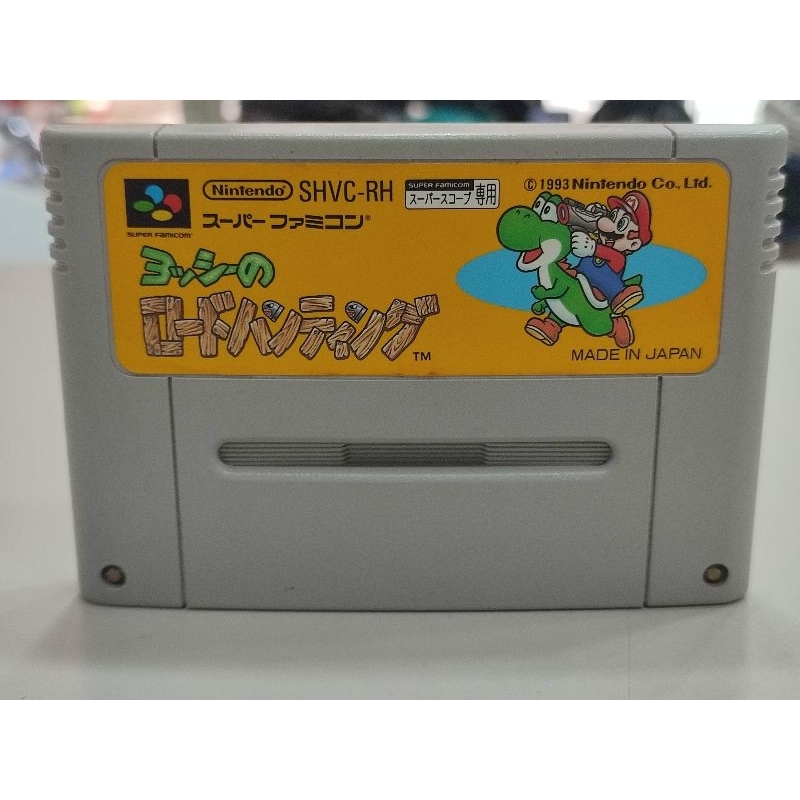 SUPER FAMICOM
Nintendo SHVC-RH
スーパーファミコン®
SUPER FAMICOM
スーパースコープ専用
© 1993 Nintendo Co., Ltd.
ヨッシーの
ロードハンティング™
MADE IN JAPAN